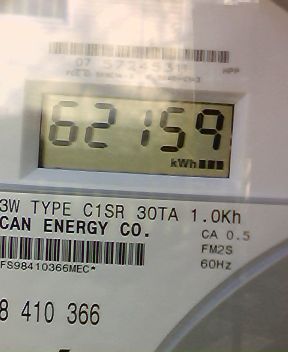 62159
kWh
3W TYPE C1SR 30TA 1.0Kh
CAN ENERGY CO.
CA 0.5
FM2S
60Hz
FS98410366MEC*
8 410 366